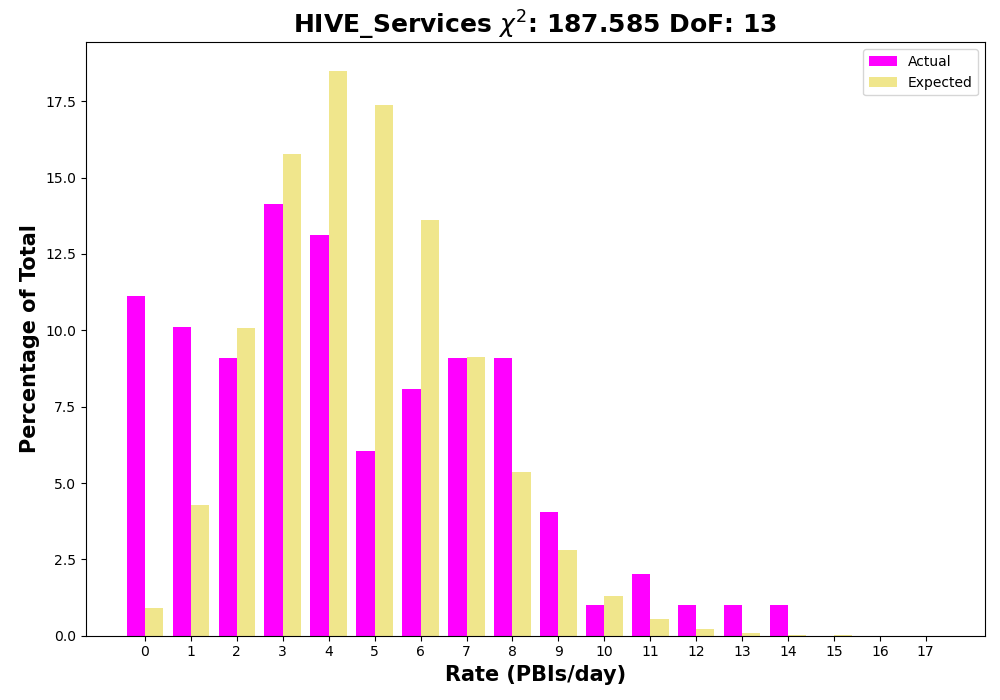 HIVE_Services χ²: 187.585 DoF: 13
Actual
Expected
Percentage of Total
17.5
15.0
12.5
10.0
7.5
5.0
2.5
0.0
0 1 2 3 4 5 6 7 8 9 10 11 12 13 14 15 16 17
Rate (PBIs/day)